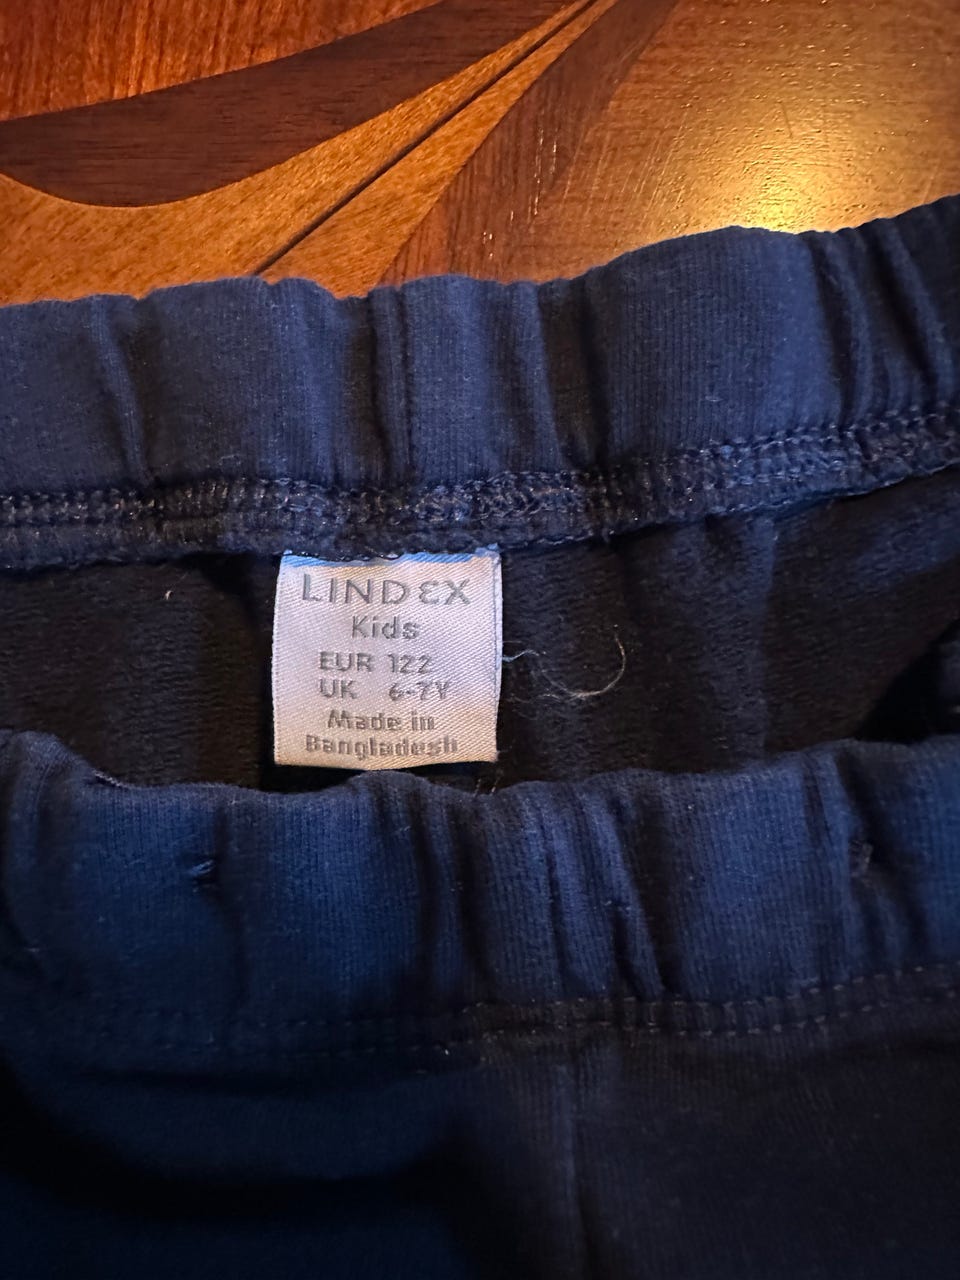 LINDEX
Kids
EUR 122
UK 6-7Y
Made in
Bangladesh